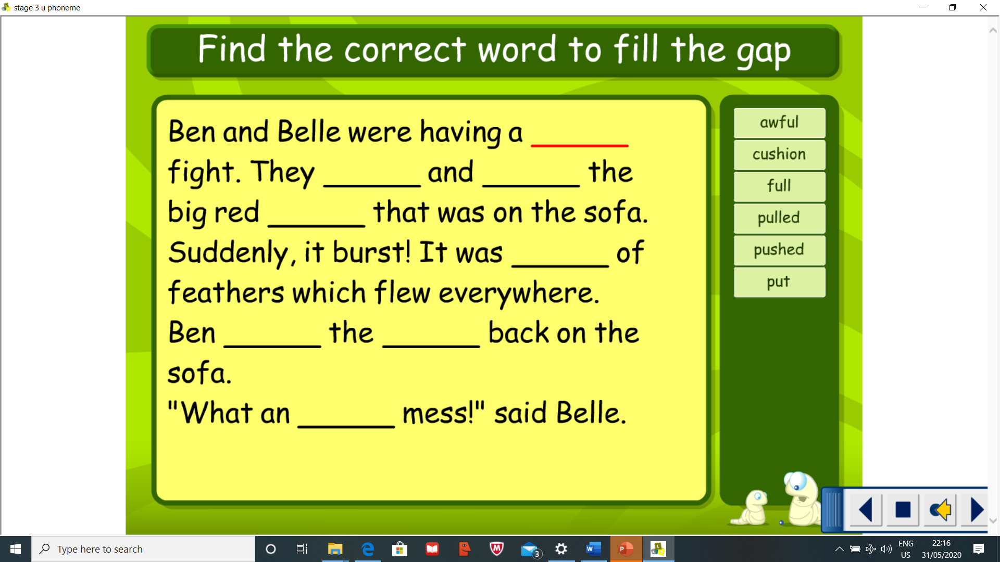 stage 3 u phoneme
Find the correct word to fill the gap
Ben and Belle were having a ______
fight. They ______ and ______ the
big red ______ that was on the sofa.
Suddenly, it burst! It was ______ of
feathers which flew everywhere.
Ben ______ the ______ back on the
sofa.
"What an ______ mess!" said Belle.
awful
cushion
full
pulled
pushed
put
Type here to search
3
ENG
US
22:16
31/05/2020